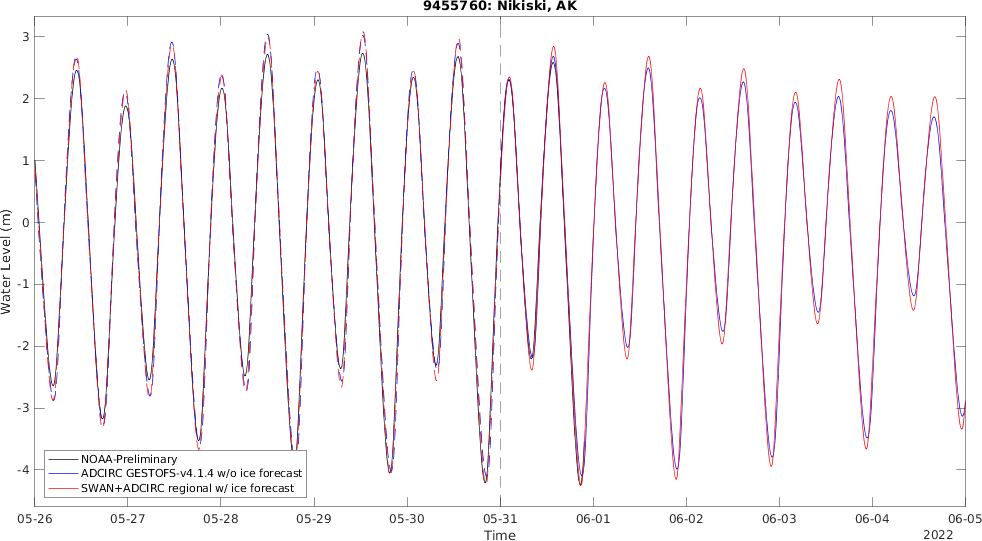 9455760: Nikiski, AK
3
2
1
0
-1
-2
-3
-4
Water Level (m)
NOAA-Preliminary
ADCIRC GESTOFS-v4.1.4 w/o ice forecast
SWAN+ADCIRC regional w/ ice forecast
05-26 05-27 05-28 05-29 05-30 05-31 06-01 06-02 06-03 06-04 06-05
Time
2022